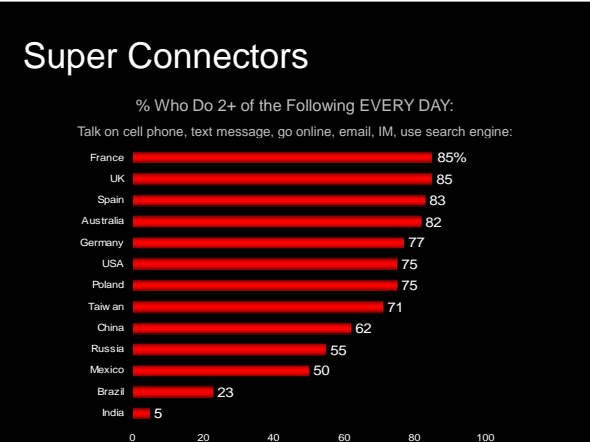 Super Connectors
% Who Do 2+ of the Following EVERY DAY:
Talk on cell phone, text message, go online, email, IM, use search engine:
France 85%
UK 85
Spain 83
Australia 82
Germany 77
USA 75
Poland 75
Taiwan 71
China 62
Russia 55
Mexico 50
Brazil 23
India 5
0 20 40 60 80 100